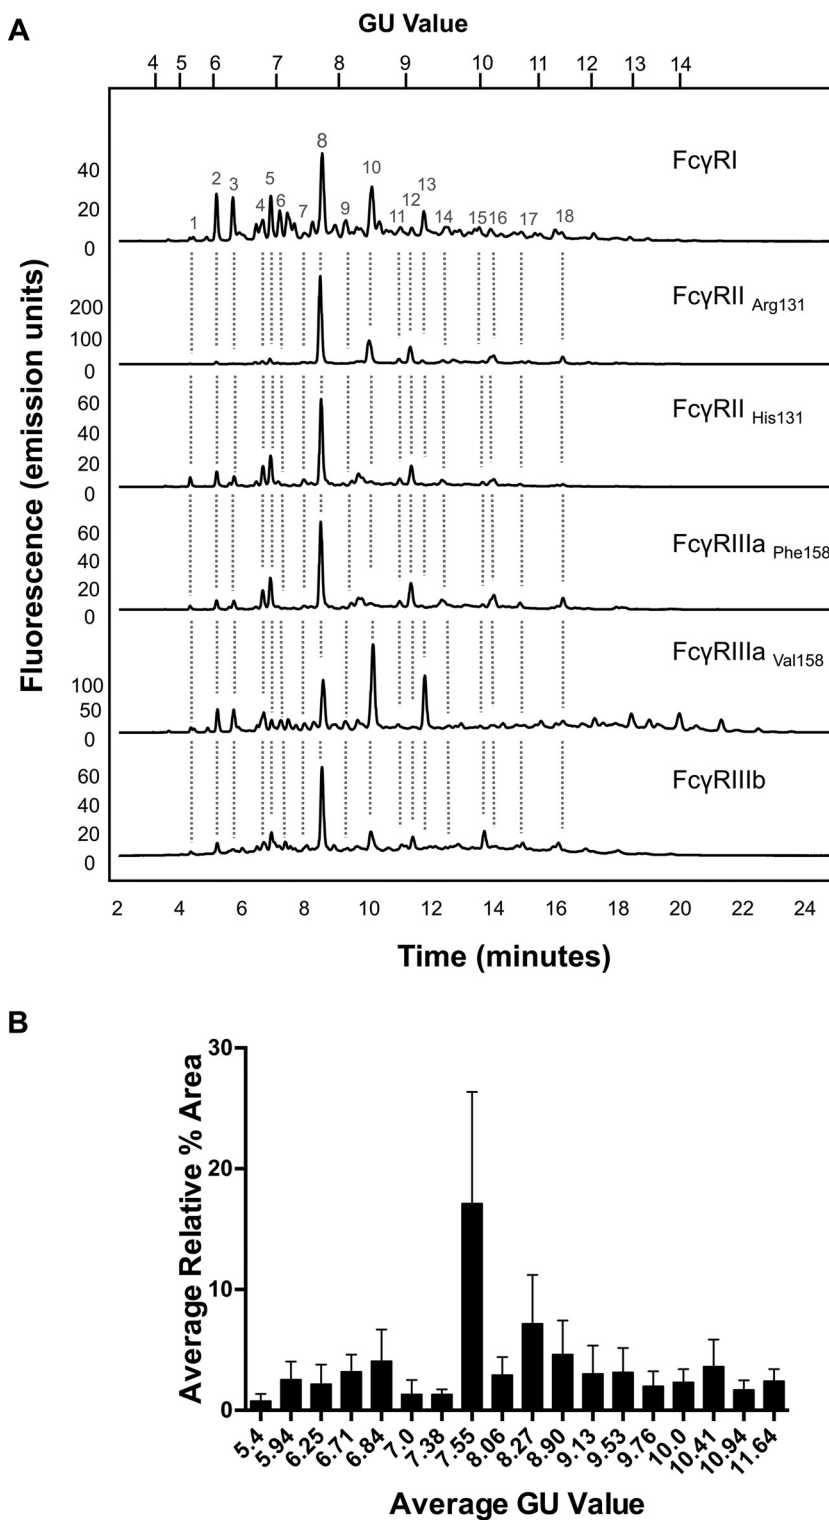 A
GU Value
4 5 6 7 8 9 10 11 12 13 14
Fluorescence (emission units)
FcγRI
40
20
0
1 2 3 4 5 6 7 8 9 10 11 12 13 14 15 16 17 18
FcγRII Arg131
200
100
0
FcγRII His131
60
40
20
0
FcγRIIIa Phe158
60
40
20
0
FcγRIIIa Val158
100
50
0
FcγRIIIb
60
40
20
0
2 4 6 8 10 12 14 16 18 20 22 24
Time (minutes)
B
Average Relative % Area
30
20
10
0
5.4 5.94 6.25 6.71 6.84 7.0 7.38 7.55 8.06 8.27 8.90 9.13 9.53 9.76 10.0 10.41 10.94 11.64
Average GU Value